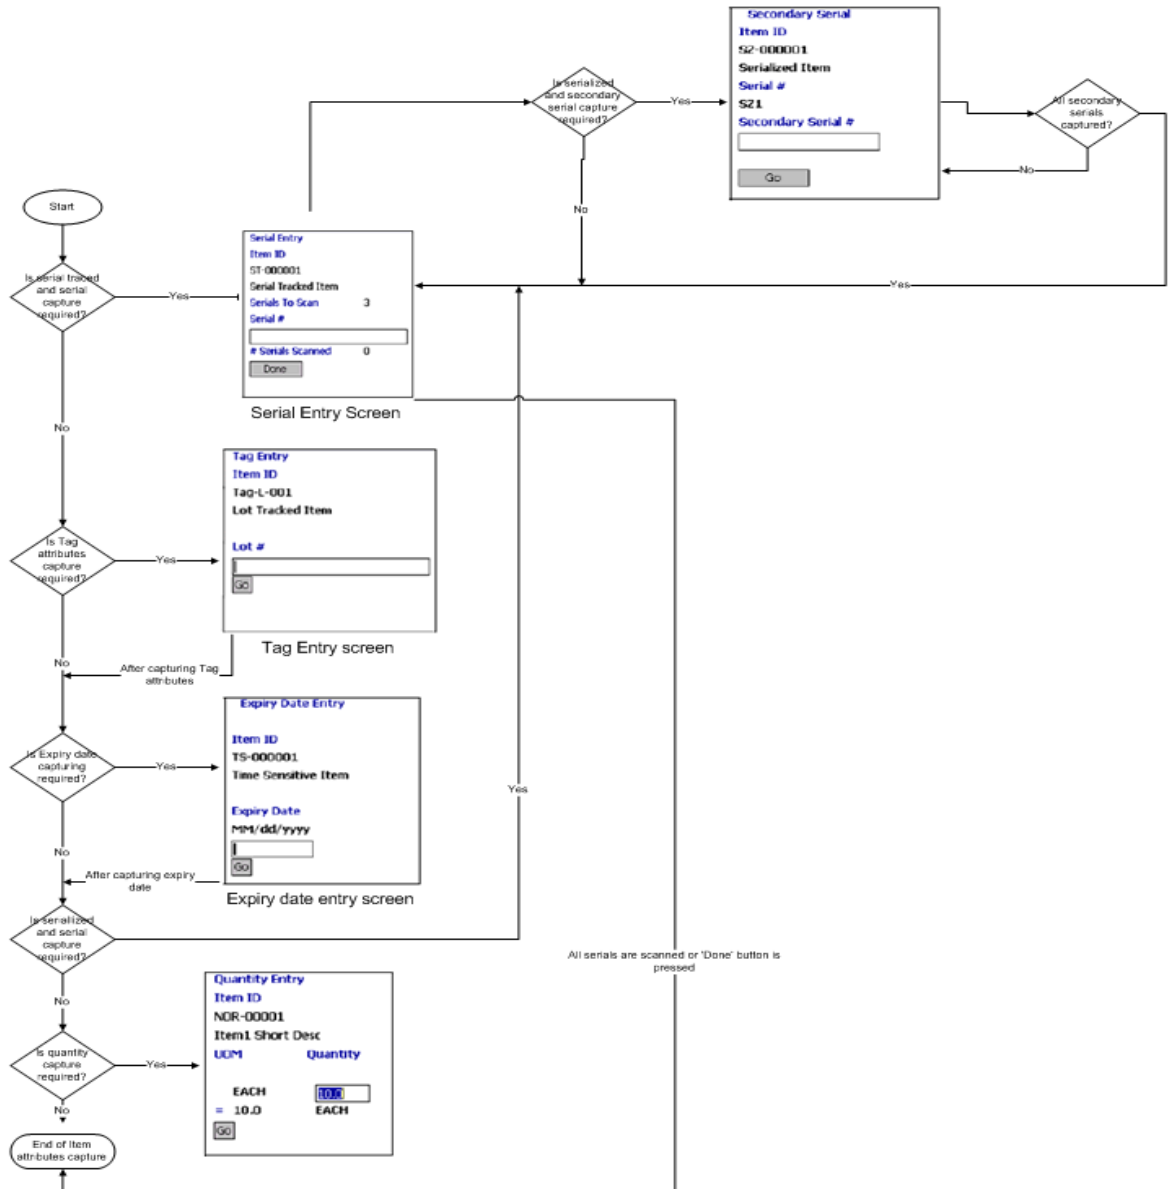 Secondary Serial
Item ID
S2-000001
Serialized Item
Serial #
SZ1
Secondary Serial #
Go
Is serialized
and secondary
serial capture
required?
Yes
No
All secondary
serials
captured?
No
Yes
Start
Is serial traced
and serial
capture
required?
Yes
No
Serial Entry
Item ID
ST-000001
Serial Tracked Item
Serials To Scan 3
Serial #
# Serials Scanned 0
Done
Serial Entry Screen
Is Tag
attributes
capture
required?
Yes
No
Tag Entry
Item ID
Tag-L-001
Lot Tracked Item
Lot #
Go
Tag Entry screen
After capturing Tag
attributes
Is Expiry date
capturing
required?
Yes
No
Expiry Date Entry
Item ID
TS-000001
Time Sensitive Item
Expiry Date
MM/dd/yyyy
Go
Expiry date entry screen
After capturing expiry
date
Is seriallized
and serial
capture
required?
Yes
No
All serials are scanned or 'Done' button is
pressed
Is quantity
capture
required?
Yes
No
Quantity Entry
Item ID
NOR-00001
Item1 Short Desc
UOM Quantity
EACH 10.0
= 10.0 EACH
Go
End of Item
attributes capture